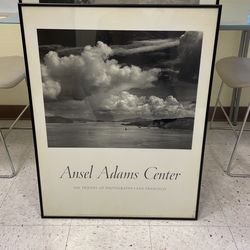 Ansel Adams Center
THE FRIENDS OF PHOTOGRAPHY • SAN FRANCISCO